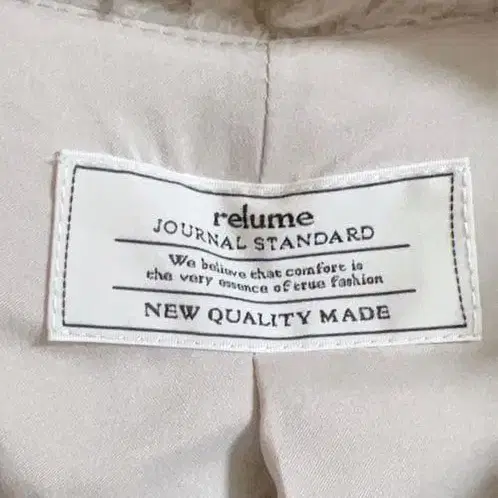 relume
JOURNAL STANDARD
We believe that comfort is
the very essence of true fashion
NEW QUALITY MADE